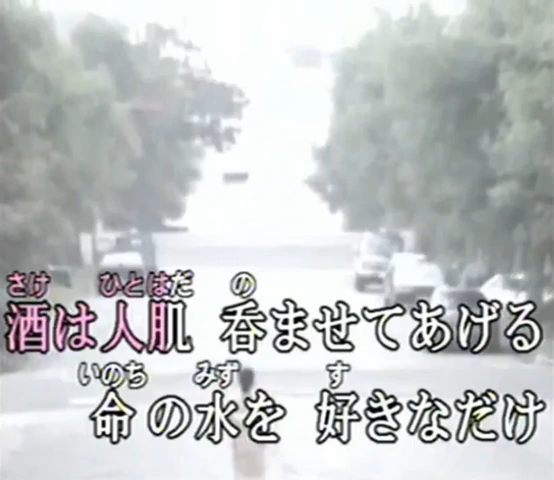 さけ ひとはだ の
酒は人肌 呑ませてあげる
いのち みず す
命の水を 好きなだけ